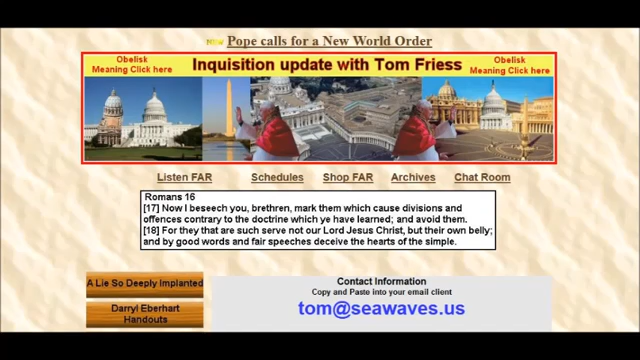 NEW Pope calls for a New World Order
Obelisk
Meaning Click here
Inquisition update with Tom Friess
Obelisk
Meaning Click here
Listen FAR
Schedules
Shop FAR
Archives
Chat Room
Romans 16
[17] Now I beseech you, brethren, mark them which cause divisions and
offences contrary to the doctrine which ye have learned; and avoid them.
[18] For they that are such serve not our Lord Jesus Christ, but their own belly;
and by good words and fair speeches deceive the hearts of the simple.
A Lie So Deeply Implanted
Darryl Eberhart
Handouts
Contact Information
Copy and Paste into your email client
tom@seawaves.us